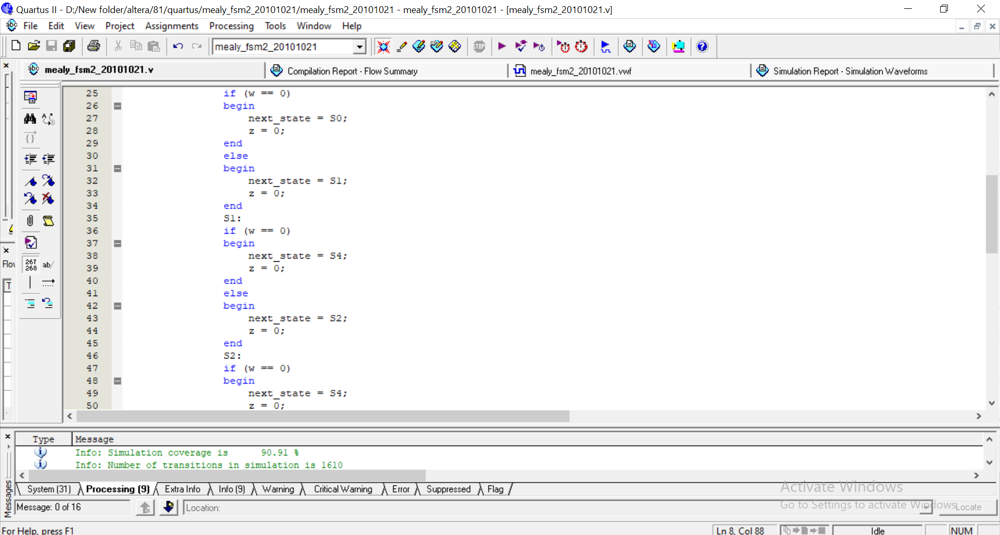 Quartus II - D:/New folder/altera/81/quartus/mealy_fsm2_20101021/mealy_fsm2_20101021 - mealy_fsm2_20101021 - [mealy_fsm2_20101021.v]
File Edit View Project Assignments Processing Tools Window Help
mealy_fsm2_20101021
STOP
mealy_fsm2_20101021.v
Compilation Report - Flow Summary
mealy_fsm2_20101021.vwf
Simulation Report - Simulation Waveforms
25 if (w == 0)
26 begin
27 next_state = S0;
28 z = 0;
29 end
30 else
31 begin
32 next_state = S1;
33 z = 0;
34 end
35 S1:
36 if (w == 0)
37 begin
38 next_state = S4;
39 z = 0;
40 end
41 else
42 begin
43 next_state = S2;
44 z = 0;
45 end
46 S2:
47 if (w == 0)
48 begin
49 next_state = S4;
50 z = 0;
Flow
T
267
268
ab/
Type Message
Info: Simulation coverage is 90.91 %
Info: Number of transitions in simulation is 1610
System (31) Processing (9) Extra Info Info (9) Warning Critical Warning Error Suppressed Flag
Messages
Message: 0 of 16
Location:
Locate
Activate Windows
Go to Settings to activate Windows.
For Help, press F1
Ln 8, Col 88
Idle
NUM